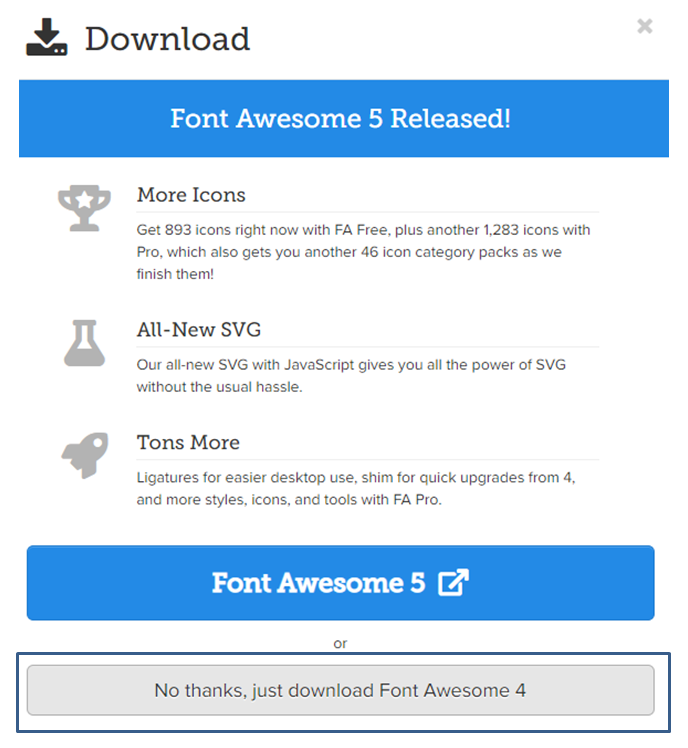 Download
Font Awesome 5 Released!
More Icons
Get 893 icons right now with FA Free, plus another 1,283 icons with
Pro, which also gets you another 46 icon category packs as we
finish them!
All-New SVG
Our all-new SVG with JavaScript gives you all the power of SVG
without the usual hassle.
Tons More
Ligatures for easier desktop use, shim for quick upgrades from 4,
and more styles, icons, and tools with FA Pro.
Font Awesome 5
or
No thanks, just download Font Awesome 4